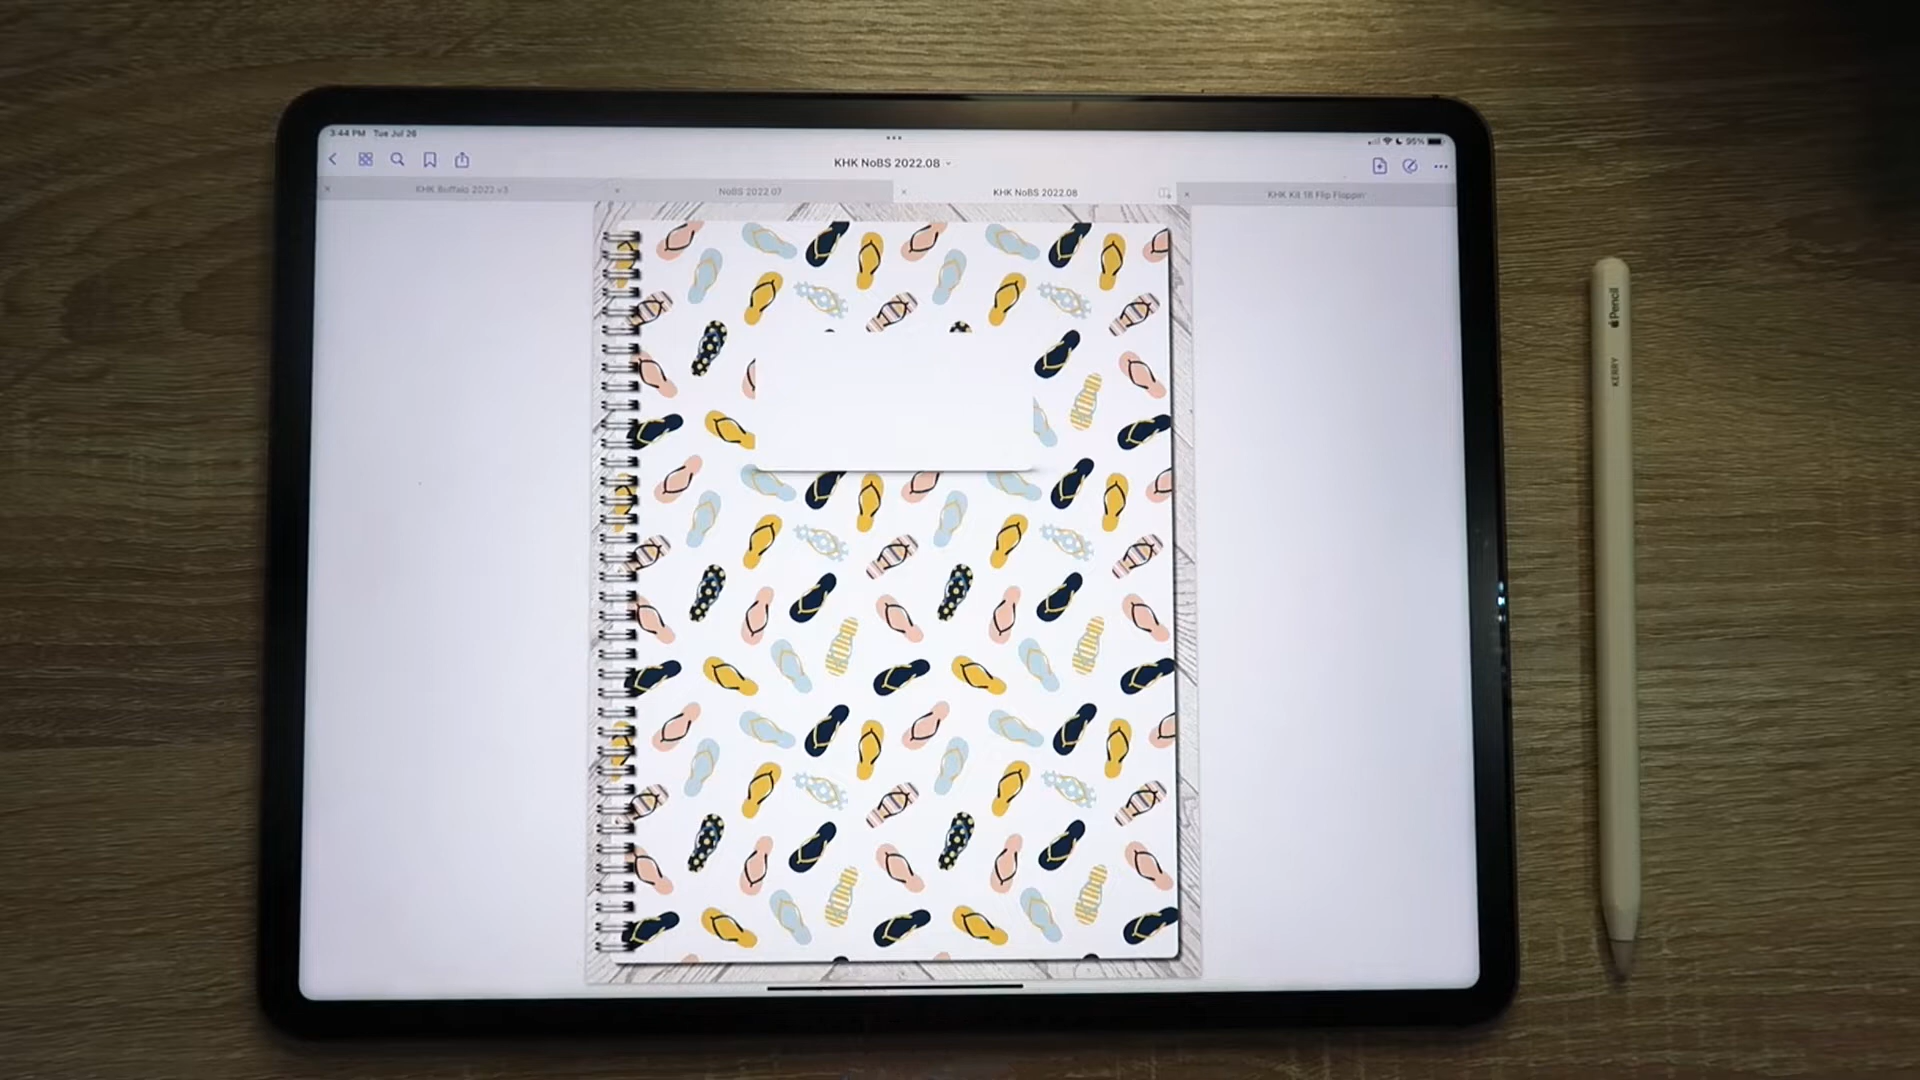 3:44 PM Tue Jul 26
95%
KHK NoBS 2022.08
KHK Buffalo 2022 v3
NoBS 2022.07
KHK NoBS 2022.08
KHK Kit 18 Flip Floppin'
Pencil
KERRY